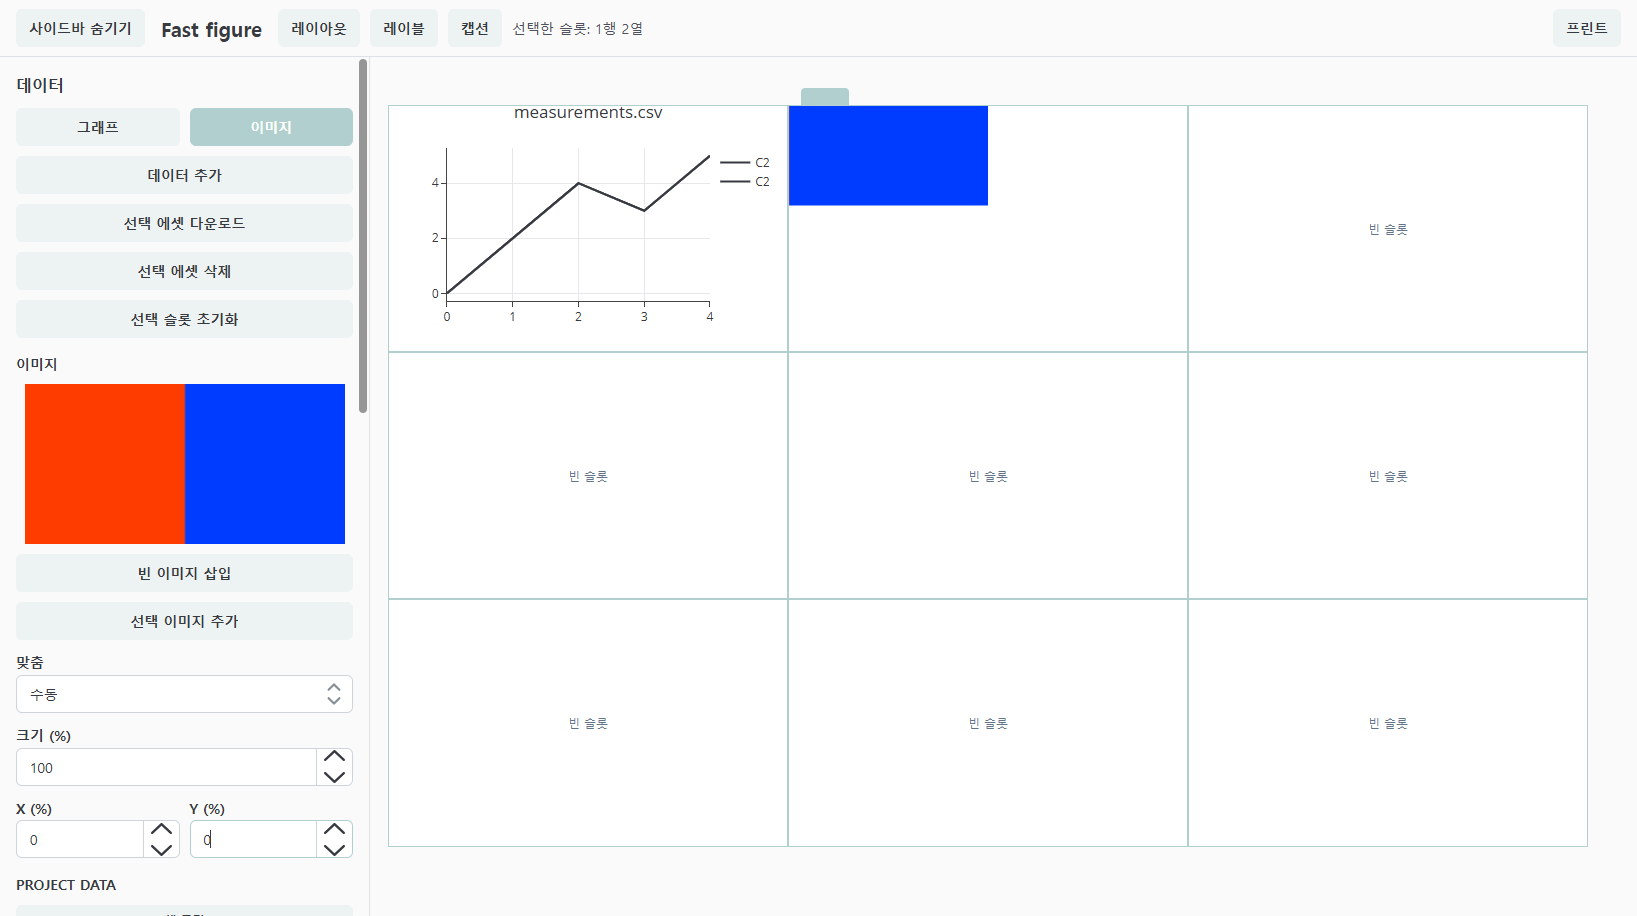 사이드바 숨기기
Fast figure
레이아웃
레이블
캡션
선택한 슬롯: 1행 2열
프린트
데이터
그래프
이미지
데이터 추가
선택 에셋 다운로드
선택 에셋 삭제
선택 슬롯 초기화
이미지
빈 이미지 삽입
선택 이미지 추가
맞춤
수동
크기 (%)
100
X (%)
Y (%)
0
0
PROJECT DATA
measurements.csv
C2
C2
4
2
0
0 1 2 3 4
빈 슬롯
빈 슬롯
빈 슬롯
빈 슬롯
빈 슬롯
빈 슬롯
빈 슬롯